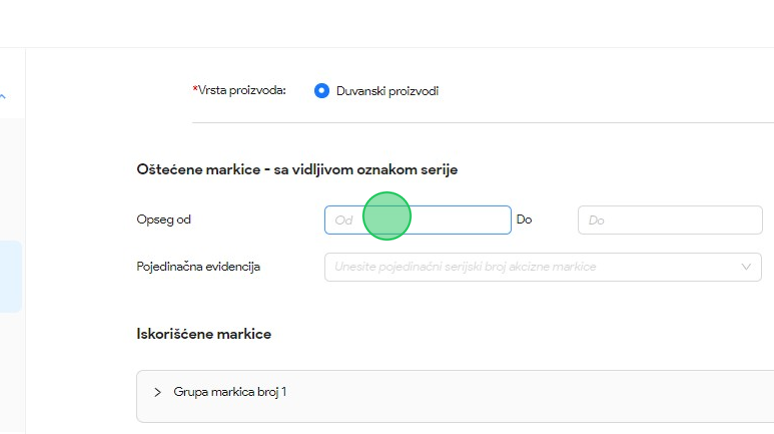 *Vrsta proizvoda: Duvanski proizvodi
Oštećene markice - sa vidljivom oznakom serije
Opseg od Od Do Do
Pojedinačna evidencija Unesite pojedinačni serijski broj akcizne markice
Iskorišćene markice
Grupa markica broj 1